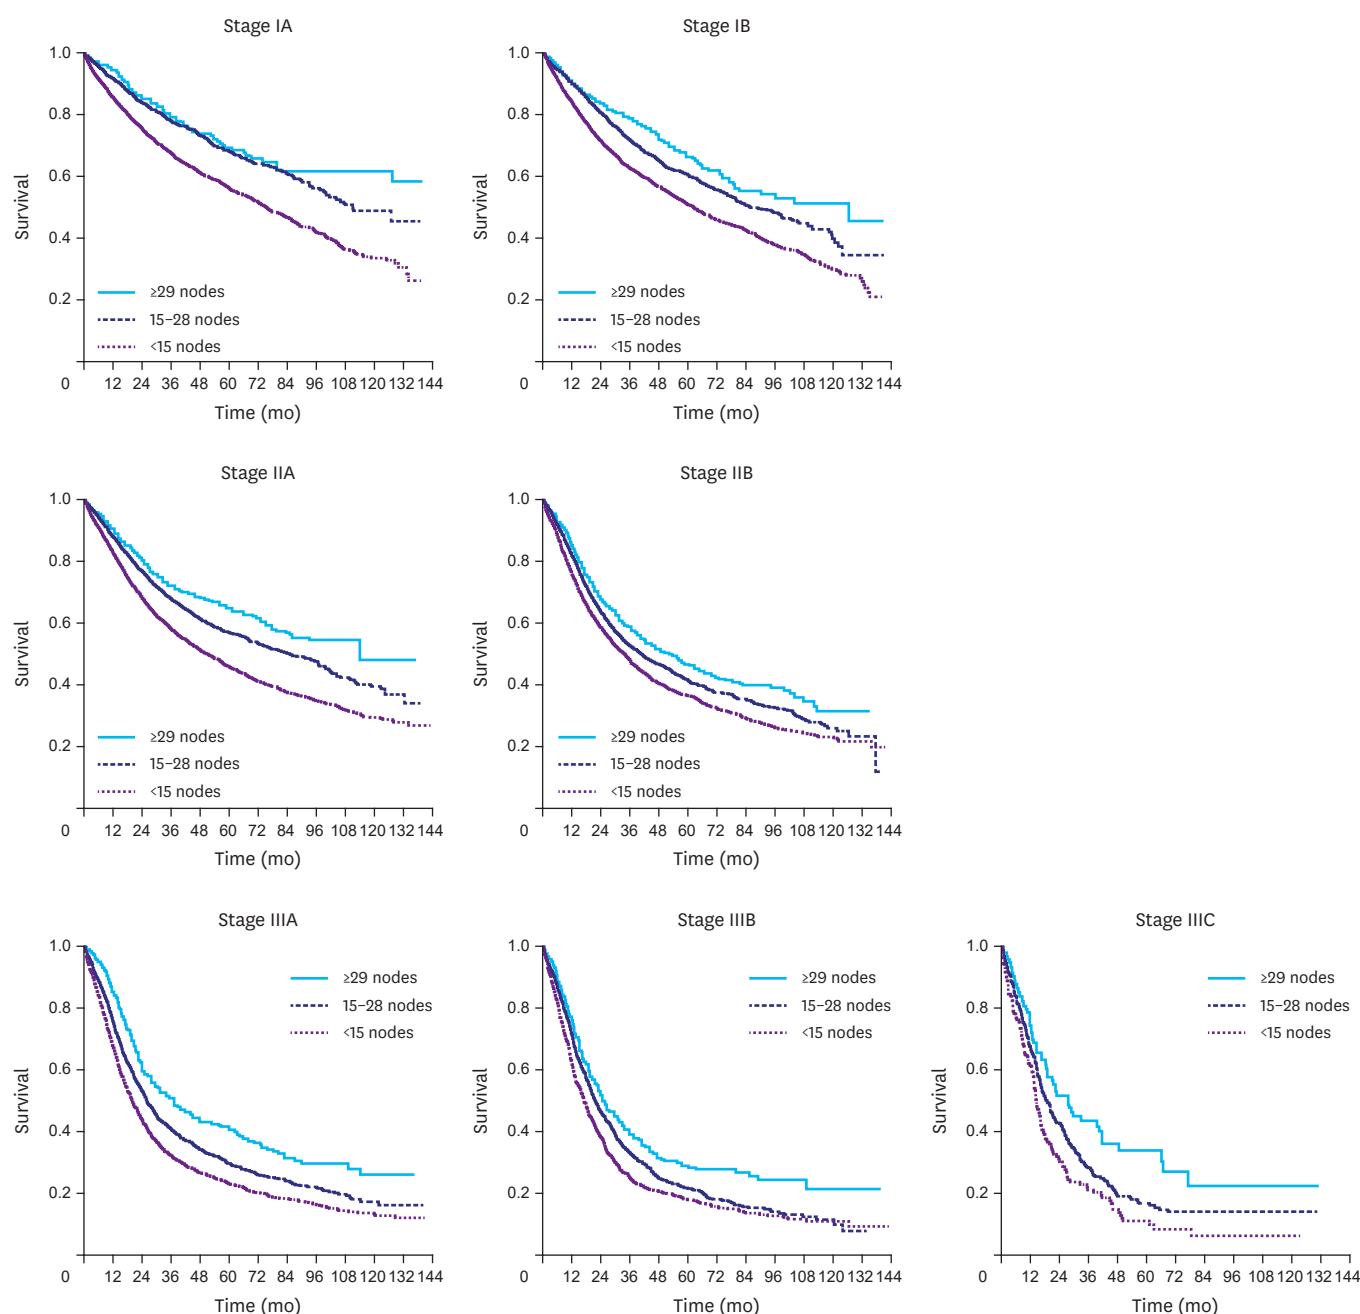 Stage IA
1.0
0.8
0.6
0.4
0.2
Survival
≥29 nodes
15–28 nodes
<15 nodes
0 12 24 36 48 60 72 84 96 108 120 132 144
Time (mo)
Stage IB
1.0
0.8
0.6
0.4
0.2
Survival
≥29 nodes
15–28 nodes
<15 nodes
0 12 24 36 48 60 72 84 96 108 120 132 144
Time (mo)
Stage IIA
1.0
0.8
0.6
0.4
0.2
Survival
≥29 nodes
15–28 nodes
<15 nodes
0 12 24 36 48 60 72 84 96 108 120 132 144
Time (mo)
Stage IIB
1.0
0.8
0.6
0.4
0.2
Survival
≥29 nodes
15–28 nodes
<15 nodes
0 12 24 36 48 60 72 84 96 108 120 132 144
Time (mo)
Stage IIIA
1.0
0.8
0.6
0.4
0.2
Survival
≥29 nodes
15–28 nodes
<15 nodes
0 12 24 36 48 60 72 84 96 108 120 132 144
Time (mo)
Stage IIIB
1.0
0.8
0.6
0.4
0.2
Survival
≥29 nodes
15–28 nodes
<15 nodes
0 12 24 36 48 60 72 84 96 108 120 132 144
Time (mo)
Stage IIIC
1.0
0.8
0.6
0.4
0.2
Survival
≥29 nodes
15–28 nodes
<15 nodes
0 12 24 36 48 60 72 84 96 108 120 132 144
Time (mo)